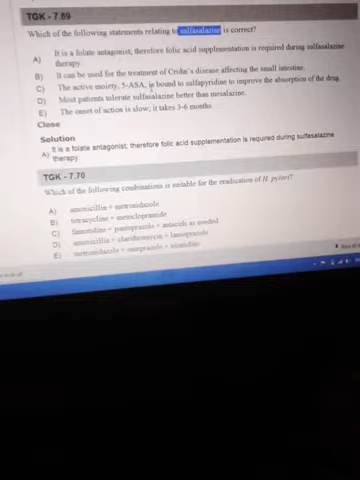 TGK - 7.69
Which of the following statements relating to sulfasalazine is correct?
A) It is a folate antagonist; therefore folic acid supplementation is required during sulfasalazine
therapy.
B) It can be used for the treatment of Crohn's disease affecting the small intestine.
C) The active moiety, 5-ASA, is bound to sulfapyridine to improve the absorption of the drug.
D) Most patients tolerate sulfasalazine better than mesalazine.
E) The onset of action is slow; it takes 3-6 months.
Close
Solution
A) It is a folate antagonist; therefore folic acid supplementation is required during sulfasalazine
therapy
TGK - 7.70
Which of the following combinations is suitable for the eradication of H. pylori?
A) amoxicillin + metronidazole
B) tetracycline + metoclopramide
C) famotidine + pantoprazole + antacids as needed
D) amoxicillin + clarithromycin + lansoprazole
E) metronidazole + omeprazole +